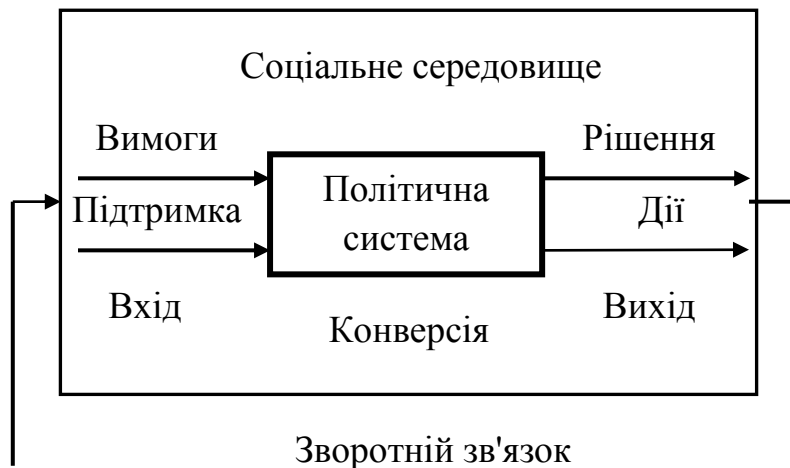 Соціальне середовище
Вимоги
Рішення
Політична
система
Підтримка
Дії
Вхід
Конверсія
Вихід
Зворотній зв'язок